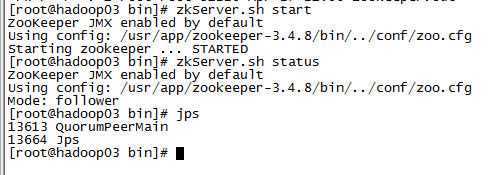 [root@hadoop03 bin]# zkServer.sh start
ZooKeeper JMX enabled by default
Using config: /usr/app/zookeeper-3.4.8/bin/../conf/zoo.cfg
Starting zookeeper ... STARTED
[root@hadoop03 bin]# zkServer.sh status
ZooKeeper JMX enabled by default
Using config: /usr/app/zookeeper-3.4.8/bin/../conf/zoo.cfg
Mode: follower
[root@hadoop03 bin]# jps
13613 QuorumPeerMain
13664 Jps
[root@hadoop03 bin]#